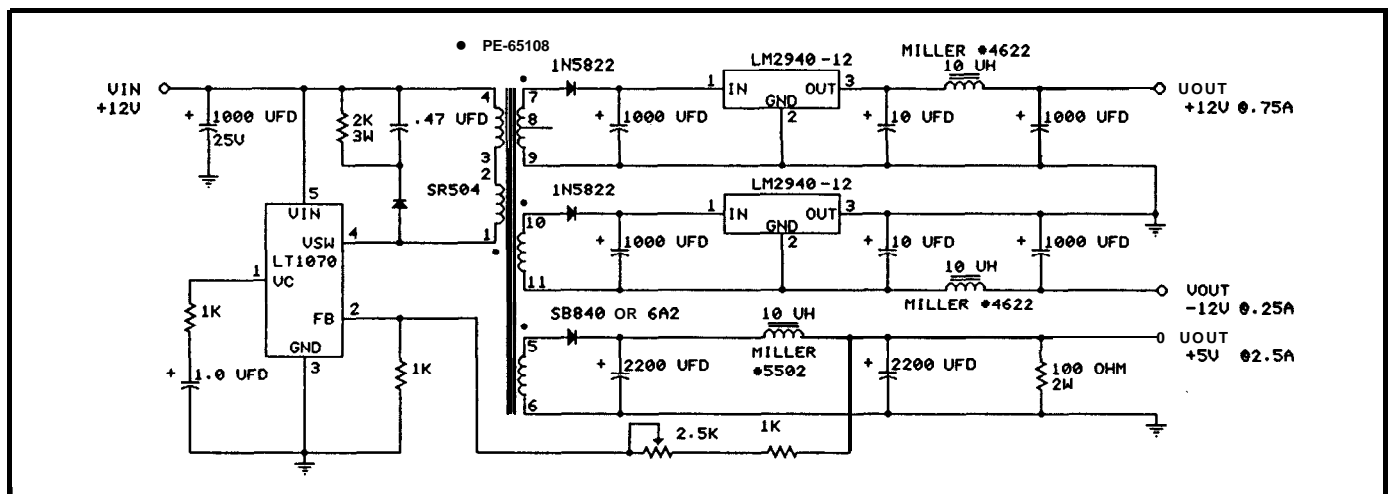 PE-65108
MILLER #4622
1N5822
LM2940-12
10 UH
VIN
+12V
4
7
8
9
1
IN
OUT
3
GND
2
UOUT
+12V @.75A
+
1000 UFD
25V
2K
3W
.47 UFD
+
1000 UFD
+
10 UFD
+
1000 UFD
3
2
1N5822
LM2940-12
SR504
5
VIN
VSW
4
LT1070
1
VC
1
10
11
1
IN
OUT
3
GND
2
+
1000 UFD
+
10 UFD
+
1000 UFD
10 UH
MILLER #4622
VOUT
-12V @.25A
1K
FB
2
GND
3
+
1.0 UFD
1K
SB840 OR 6A2
10 UH
5
6
+
2200 UFD
MILLER
#5502
+
2200 UFD
100 OHM
2W
UOUT
+5V @2.5A
2.5K
1K